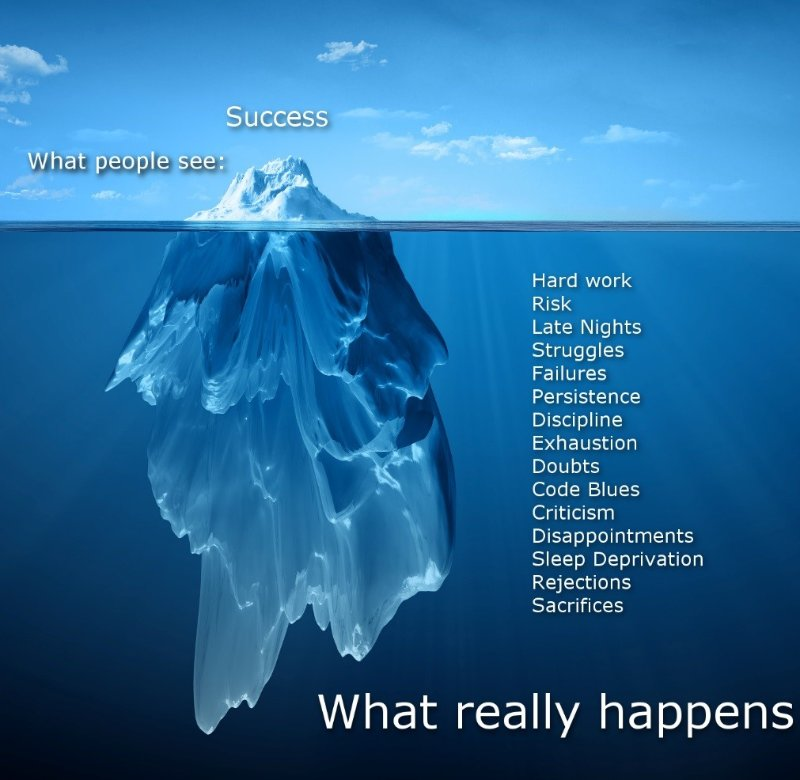 Success
What people see:
Hard work
Risk
Late Nights
Struggles
Failures
Persistence
Discipline
Exhaustion
Doubts
Code Blues
Criticism
Disappointments
Sleep Deprivation
Rejections
Sacrifices
What really happens